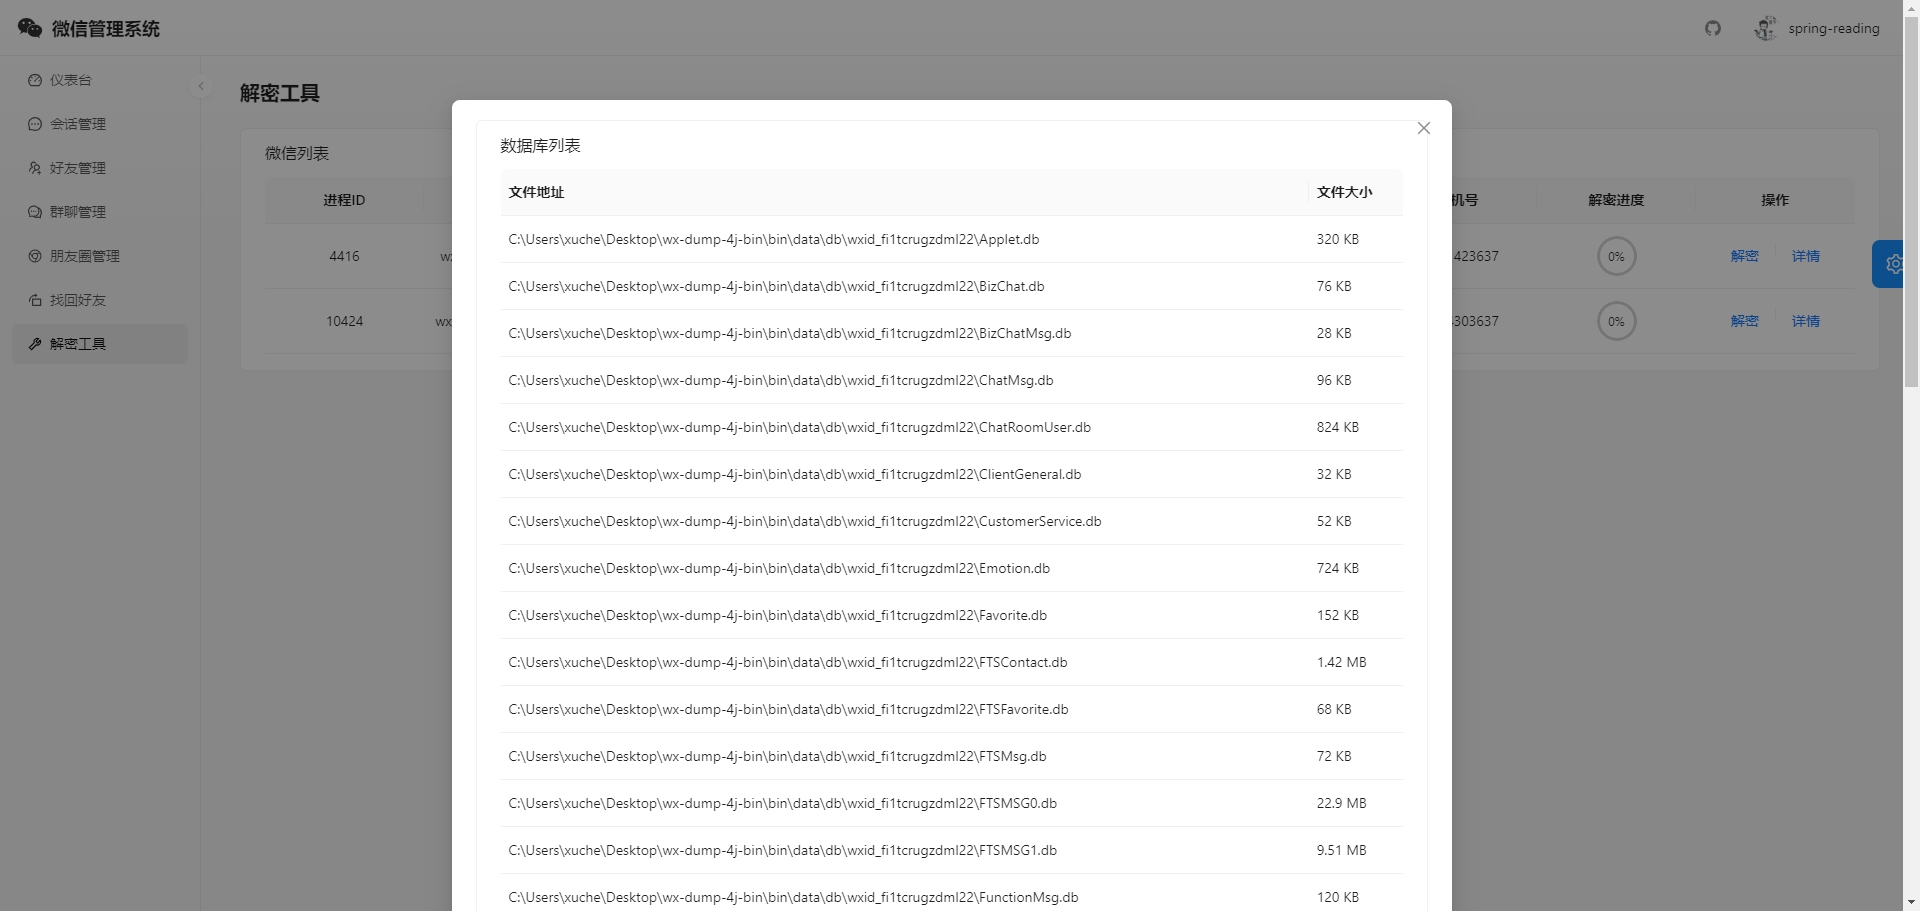 微信管理系统
spring-reading
仪表台
会话管理
好友管理
群聊管理
朋友圈管理
找回好友
解密工具
解密工具
微信列表
进程ID
机号 解密进度 操作
4416
423637 0% 解密 详情
10424
303637 0% 解密 详情
数据库列表
文件地址 文件大小
C:\Users\xuche\Desktop\wx-dump-4j-bin\bin\data\db\wxid_fi1tcrugzdml22\Applet.db 320 KB
C:\Users\xuche\Desktop\wx-dump-4j-bin\bin\data\db\wxid_fi1tcrugzdml22\BizChat.db 76 KB
C:\Users\xuche\Desktop\wx-dump-4j-bin\bin\data\db\wxid_fi1tcrugzdml22\BizChatMsg.db 28 KB
C:\Users\xuche\Desktop\wx-dump-4j-bin\bin\data\db\wxid_fi1tcrugzdml22\ChatMsg.db 96 KB
C:\Users\xuche\Desktop\wx-dump-4j-bin\bin\data\db\wxid_fi1tcrugzdml22\ChatRoomUser.db 824 KB
C:\Users\xuche\Desktop\wx-dump-4j-bin\bin\data\db\wxid_fi1tcrugzdml22\ClientGeneral.db 32 KB
C:\Users\xuche\Desktop\wx-dump-4j-bin\bin\data\db\wxid_fi1tcrugzdml22\CustomerService.db 52 KB
C:\Users\xuche\Desktop\wx-dump-4j-bin\bin\data\db\wxid_fi1tcrugzdml22\Emotion.db 724 KB
C:\Users\xuche\Desktop\wx-dump-4j-bin\bin\data\db\wxid_fi1tcrugzdml22\Favorite.db 152 KB
C:\Users\xuche\Desktop\wx-dump-4j-bin\bin\data\db\wxid_fi1tcrugzdml22\FTSContact.db 1.42 MB
C:\Users\xuche\Desktop\wx-dump-4j-bin\bin\data\db\wxid_fi1tcrugzdml22\FTSFavorite.db 68 KB
C:\Users\xuche\Desktop\wx-dump-4j-bin\bin\data\db\wxid_fi1tcrugzdml22\FTSMsg.db 72 KB
C:\Users\xuche\Desktop\wx-dump-4j-bin\bin\data\db\wxid_fi1tcrugzdml22\FTSMSG0.db 22.9 MB
C:\Users\xuche\Desktop\wx-dump-4j-bin\bin\data\db\wxid_fi1tcrugzdml22\FTSMSG1.db 9.51 MB
C:\Users\xuche\Desktop\wx-dump-4j-bin\bin\data\db\wxid_fi1tcrugzdml22\FunctionMsg.db 120 KB